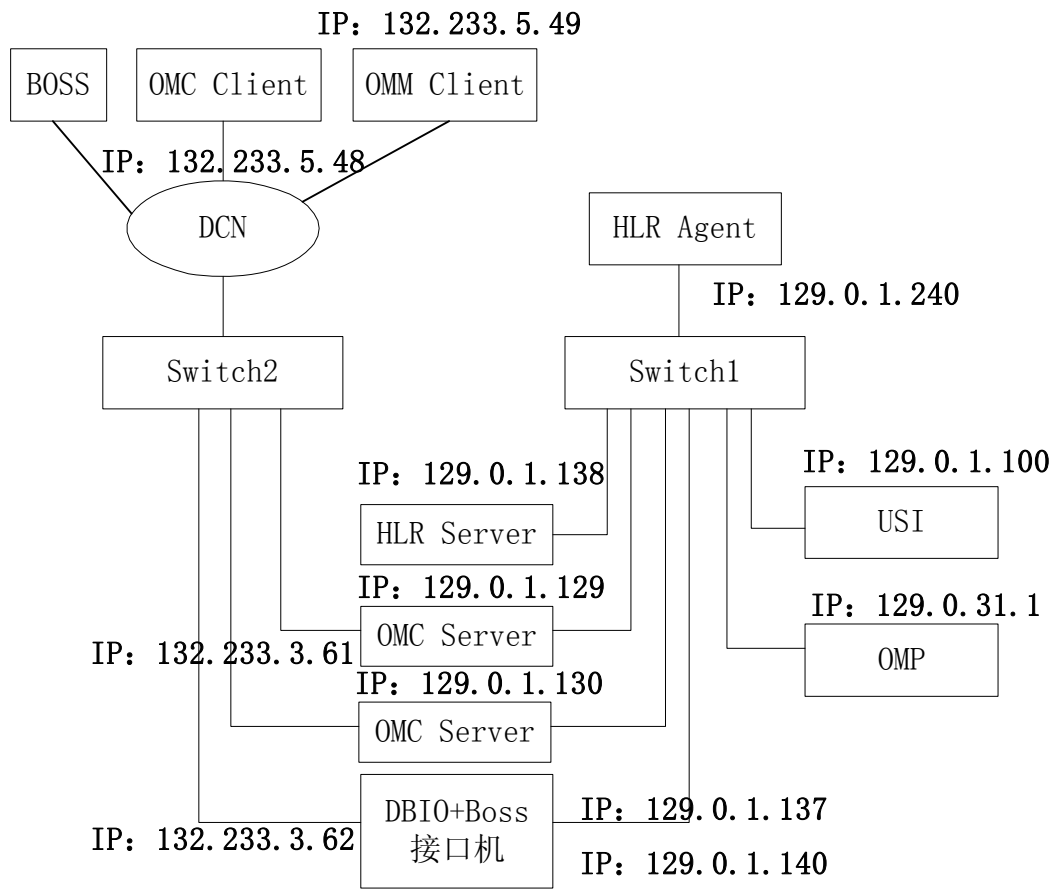 IP: 132.233.5.49
BOSS
OMC Client
OMM Client
IP: 132.233.5.48
DCN
HLR Agent
IP: 129.0.1.240
Switch2
Switch1
IP: 129.0.1.138
IP: 129.0.1.100
HLR Server
USI
IP: 129.0.1.129
IP: 129.0.31.1
OMC Server
IP: 132.233.3.61
OMP
IP: 129.0.1.130
OMC Server
DBIO+Boss
接口机
IP: 129.0.1.137
IP: 132.233.3.62
IP: 129.0.1.140